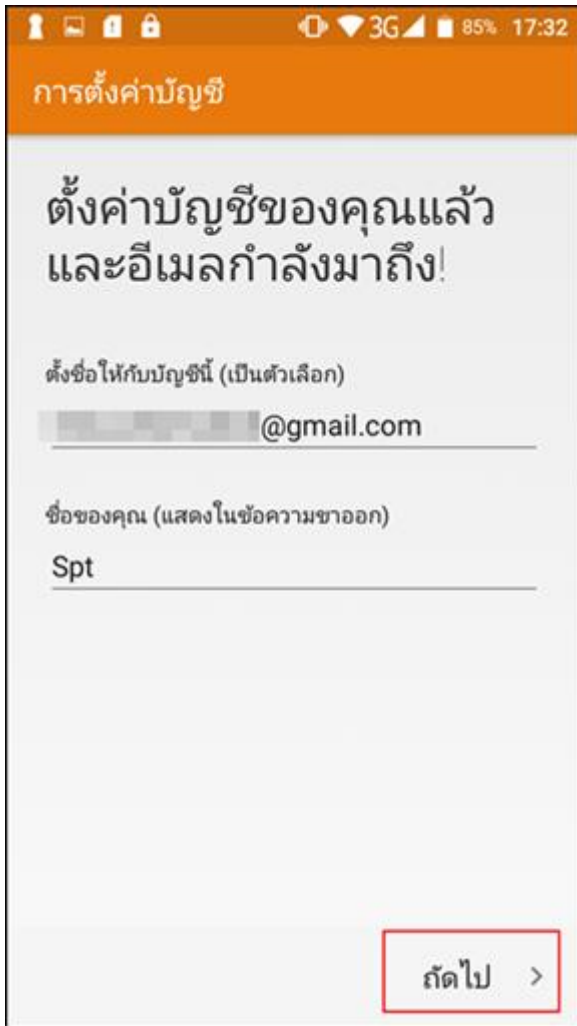 3G 85% 17:32
การตั้งค่าบัญชี
ตั้งค่าบัญชีของคุณแล้ว
และอีเมลกำลังมาถึง!
ตั้งชื่อให้กับบัญชีนี้ (เป็นตัวเลือก)
@gmail.com
ชื่อของคุณ (แสดงในข้อความขาออก)
Spt
ถัดไป >